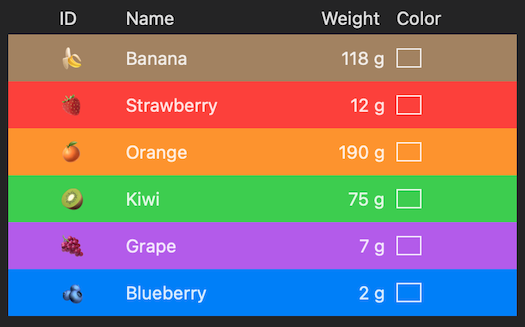 ID Name Weight Color
Banana 118 g
Strawberry 12 g
Orange 190 g
Kiwi 75 g
Grape 7 g
Blueberry 2 g